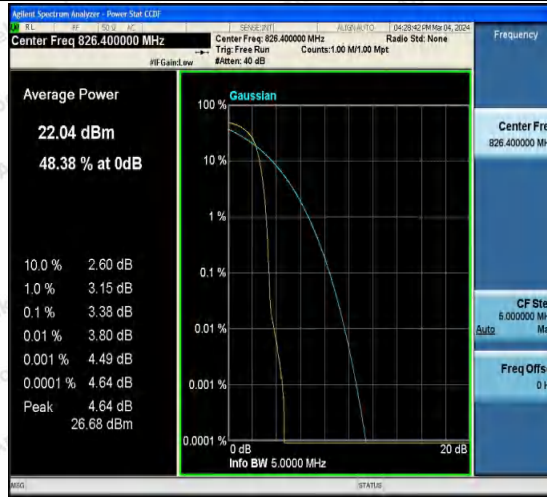 Agilent Spectrum Analyzer - Power Stat CCDF
RL RF 50 Ω AC SENSE:INT ALIGN AUTO 04:28:42 PM Mar 04, 2024
Center Freq 826.400000 MHz
Center Freq: 826.400000 MHz Radio Std: None
Trig: Free Run Counts:1.00 M/1.00 Mpt
#IFGain:Low #Atten: 40 dB
Frequency
Average Power
22.04 dBm
48.38 % at 0dB
10.0 % 2.60 dB
1.0 % 3.15 dB
0.1 % 3.38 dB
0.01 % 3.80 dB
0.001 % 4.49 dB
0.0001 % 4.64 dB
Peak 4.64 dB
26.68 dBm
Gaussian
100 %
10 %
1 %
0.1 %
0.01 %
0.001 %
0.0001 %
0 dB 20 dB
Info BW 5.0000 MHz
Center Fre
826.400000 MH
CF Ste
5.000000 MH
Auto Ma
Freq Offs
0 H
MSG STATUS